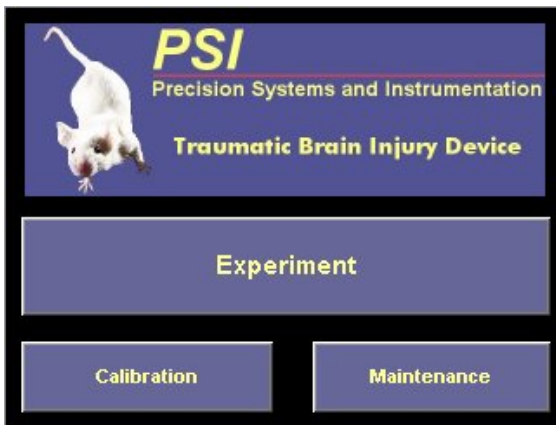 PSI
Precision Systems and Instrumentation
Traumatic Brain Injury Device
Experiment
Calibration
Maintenance